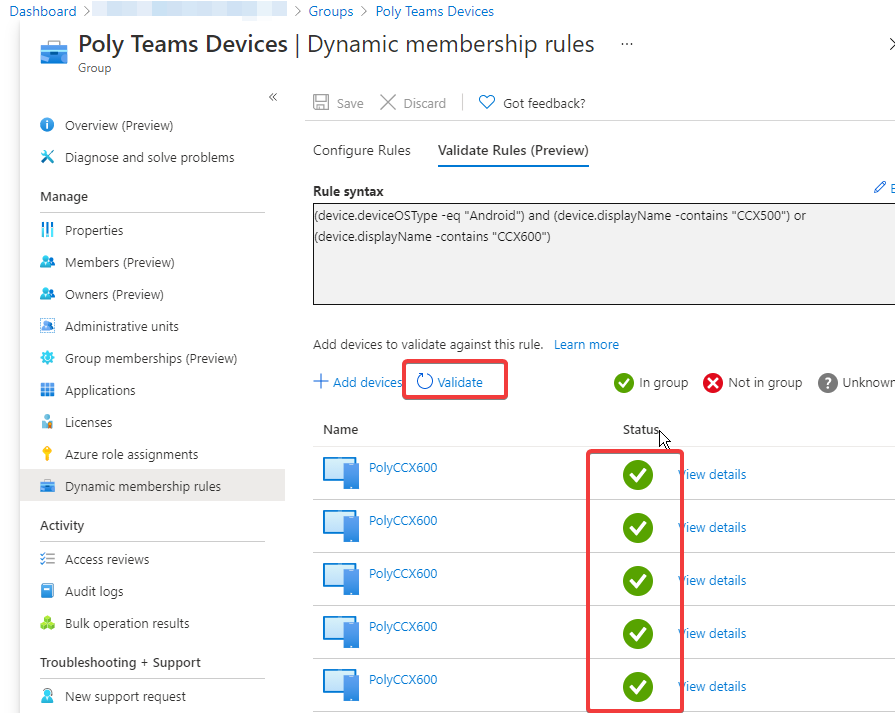 Dashboard > Groups > Poly Teams Devices
Poly Teams Devices | Dynamic membership rules ...
Group
«
Save Discard Got feedback?
Overview (Preview)
Diagnose and solve problems
Manage
Properties
Members (Preview)
Owners (Preview)
Administrative units
Group memberships (Preview)
Applications
Licenses
Azure role assignments
Dynamic membership rules
Activity
Access reviews
Audit logs
Bulk operation results
Troubleshooting + Support
New support request
Configure Rules Validate Rules (Preview)
Rule syntax
(device.deviceOSType -eq "Android") and (device.displayName -contains "CCX500") or
(device.displayName -contains "CCX600")
Add devices to validate against this rule. Learn more
Add devices Validate In group Not in group ? Unknown
Name Status
PolyCCX600 View details
PolyCCX600 View details
PolyCCX600 View details
PolyCCX600 View details
PolyCCX600 View details